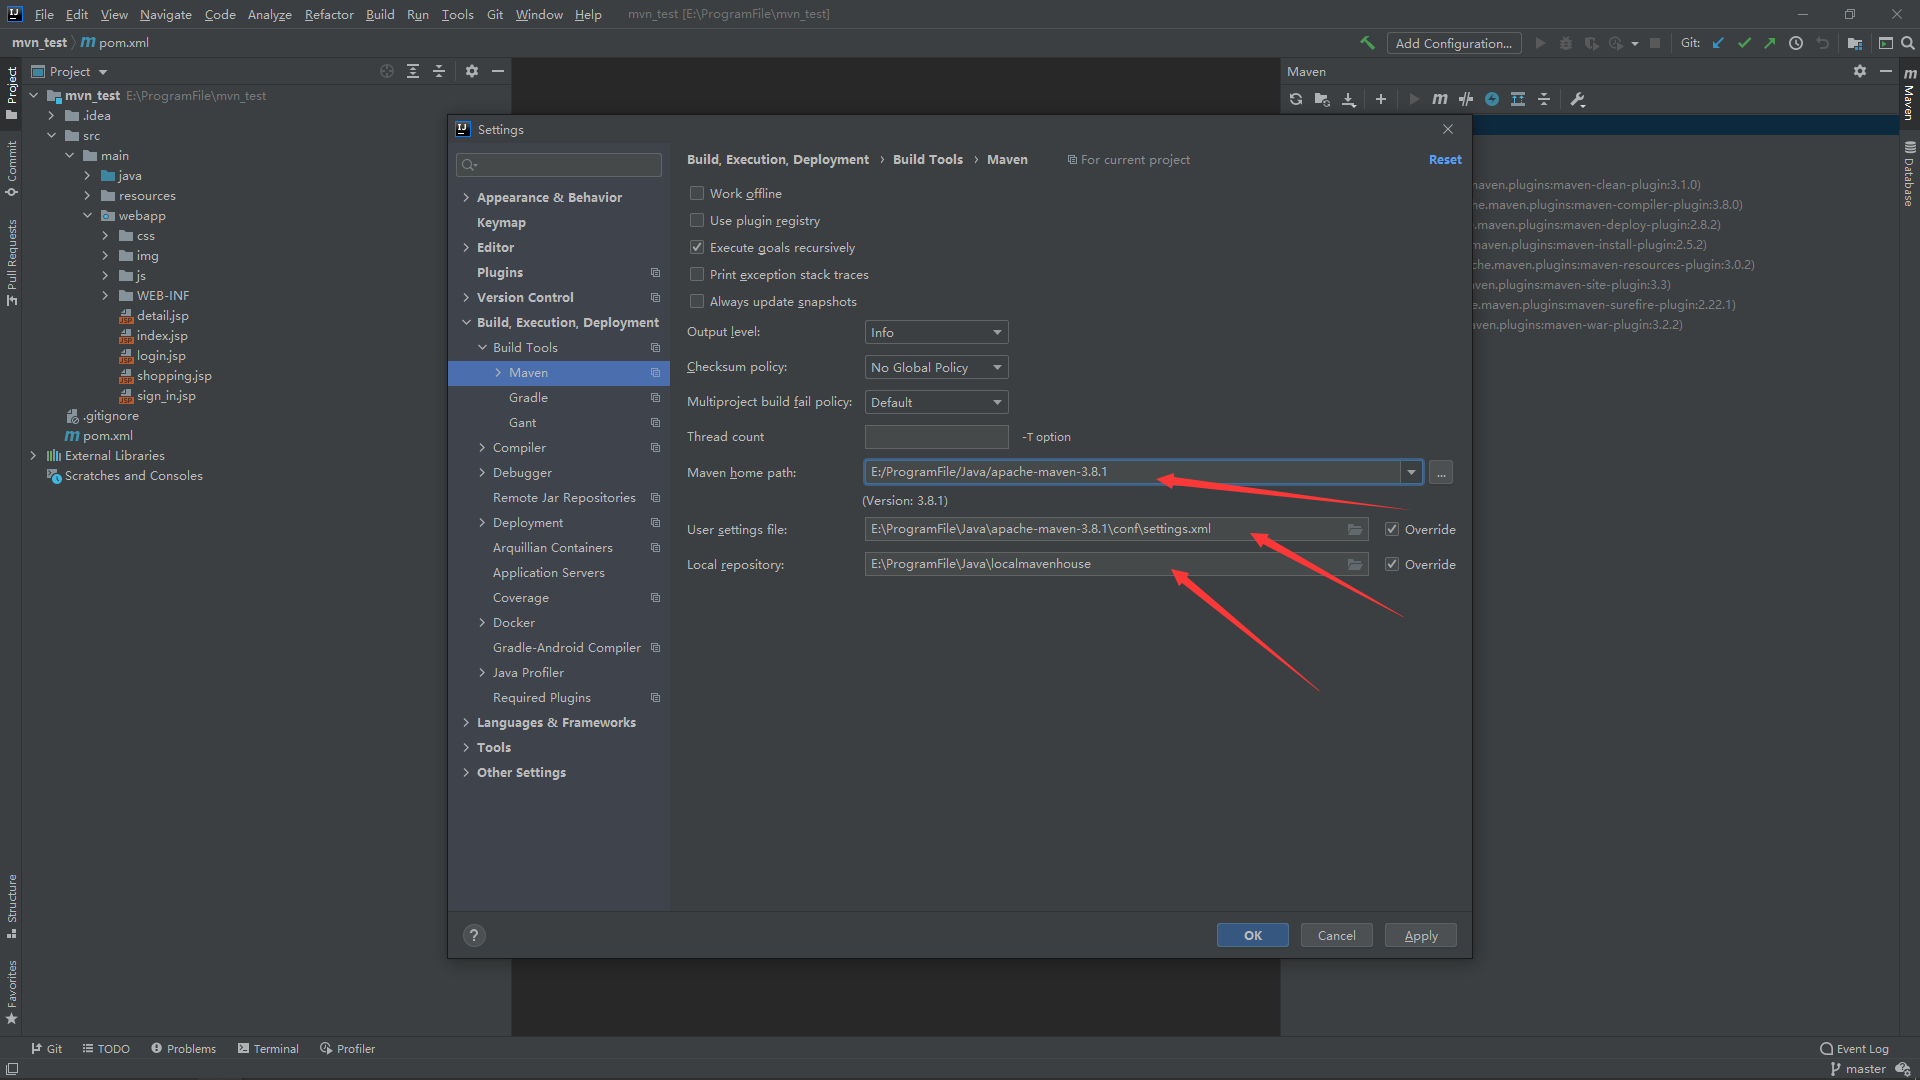 File Edit View Navigate Code Analyze Refactor Build Run Tools Git Window Help mvn_test [E:\ProgramFile\mvn_test]
mvn_test pom.xml
Add Configuration... Git:
Project
Maven
Project
Commit
Pull Requests
Structure
Favorites
Maven
Database
mvn_test E:\ProgramFile\mvn_test
.idea
src
main
java
resources
webapp
css
img
js
WEB-INF
detail.jsp
index.jsp
login.jsp
shopping.jsp
sign_in.jsp
.gitignore
pom.xml
External Libraries
Scratches and Consoles
Settings
Appearance & Behavior
Keymap
Editor
Plugins
Version Control
Build, Execution, Deployment
Build Tools
Maven
Gradle
Gant
Compiler
Debugger
Remote Jar Repositories
Deployment
Arquillian Containers
Application Servers
Coverage
Docker
Gradle-Android Compiler
Java Profiler
Required Plugins
Languages & Frameworks
Tools
Other Settings
Build, Execution, Deployment › Build Tools › Maven For current project Reset
Work offline
Use plugin registry
Execute goals recursively
Print exception stack traces
Always update snapshots
Output level: Info
Checksum policy: No Global Policy
Multiproject build fail policy: Default
Thread count -T option
Maven home path: E:/ProgramFile/Java/apache-maven-3.8.1 ...
(Version: 3.8.1)
User settings file: E:\ProgramFile\Java\apache-maven-3.8.1\conf\settings.xml Override
Local repository: E:\ProgramFile\Java\localmavenhouse Override
? OK Cancel Apply
maven.plugins:maven-clean-plugin:3.1.0)
he.maven.plugins:maven-compiler-plugin:3.8.0)
.maven.plugins:maven-deploy-plugin:2.8.2)
maven.plugins:maven-install-plugin:2.5.2)
che.maven.plugins:maven-resources-plugin:3.0.2)
ven.plugins:maven-site-plugin:3.3)
e.maven.plugins:maven-surefire-plugin:2.22.1)
ven.plugins:maven-war-plugin:3.2.2)
Git TODO Problems Terminal Profiler Event Log
master